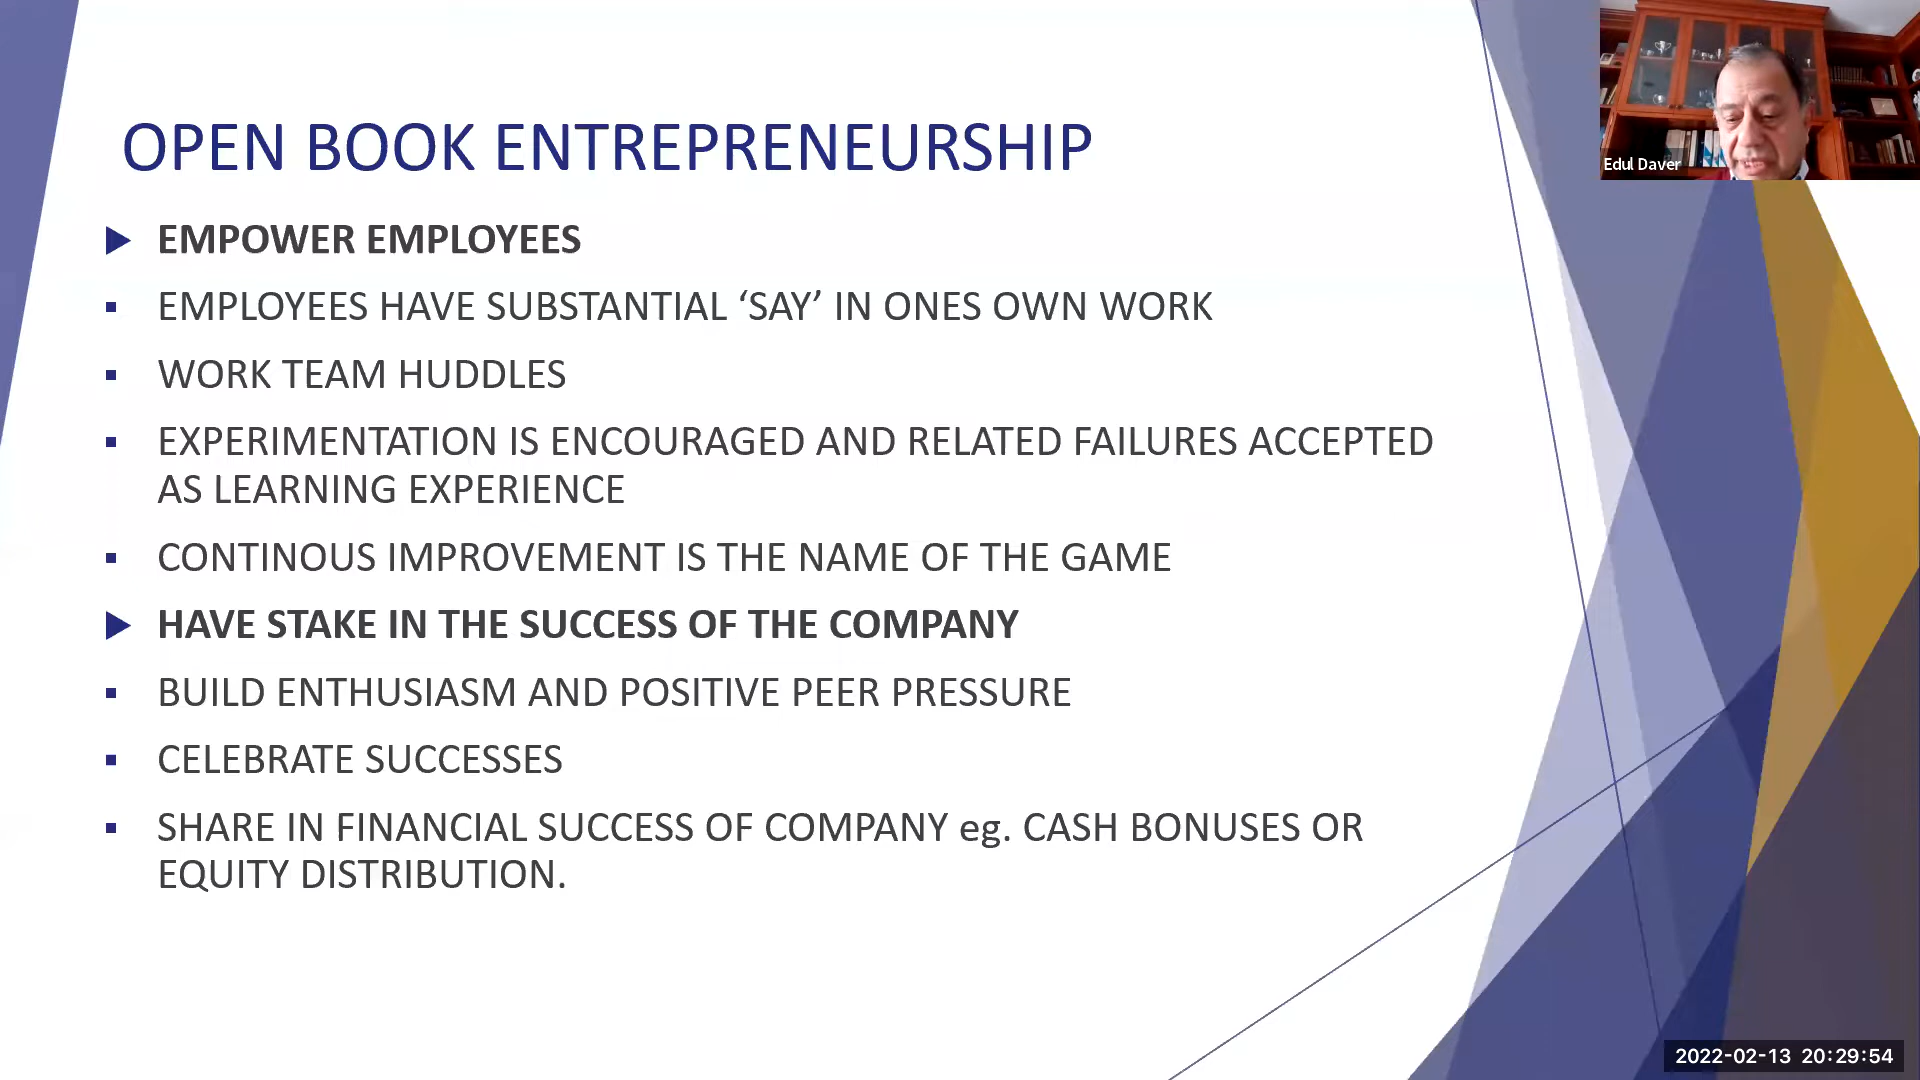 OPEN BOOK ENTREPRENEURSHIP
EMPOWER EMPLOYEES
EMPLOYEES HAVE SUBSTANTIAL ‘SAY’ IN ONES OWN WORK
WORK TEAM HUDDLES
EXPERIMENTATION IS ENCOURAGED AND RELATED FAILURES ACCEPTED
AS LEARNING EXPERIENCE
CONTINOUS IMPROVEMENT IS THE NAME OF THE GAME
HAVE STAKE IN THE SUCCESS OF THE COMPANY
BUILD ENTHUSIASM AND POSITIVE PEER PRESSURE
CELEBRATE SUCCESSES
SHARE IN FINANCIAL SUCCESS OF COMPANY eg. CASH BONUSES OR
EQUITY DISTRIBUTION.
Edul Daver
2022-02-13 20:29:54